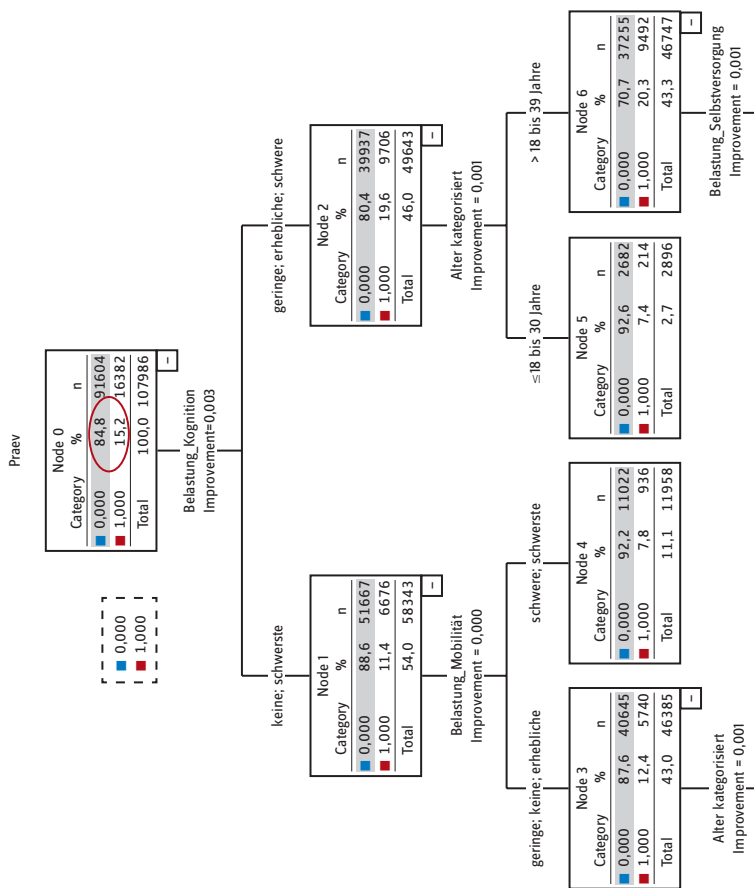 Praev
0,000
1,000
Node 0
Category % n
0,000 84,8 91604
1,000 15,2 16382
Total 100,0 107986
–
Belastung_Kognition
Improvement=0,003
keine; schwerste
geringe; erhebliche; schwere
Node 1
Category % n
0,000 88,6 51667
1,000 11,4 6676
Total 54,0 58343
–
Belastung_Mobilität
Improvement = 0,000
Node 2
Category % n
0,000 80,4 39937
1,000 19,6 9706
Total 46,0 49643
–
Alter kategorisiert
Improvement = 0,001
geringe; keine; erhebliche
schwere; schwerste
≤18 bis 30 Jahre
> 18 bis 39 Jahre
Node 3
Category % n
0,000 87,6 40645
1,000 12,4 5740
Total 43,0 46385
–
Alter kategorisiert
Improvement = 0,001
Node 4
Category % n
0,000 92,2 11022
1,000 7,8 936
Total 11,1 11958
Node 5
Category % n
0,000 92,6 2682
1,000 7,4 214
Total 2,7 2896
Node 6
Category % n
0,000 70,7 37255
1,000 20,3 9492
Total 43,3 46747
–
Belastung_Selbstversorgung
Improvement = 0,001